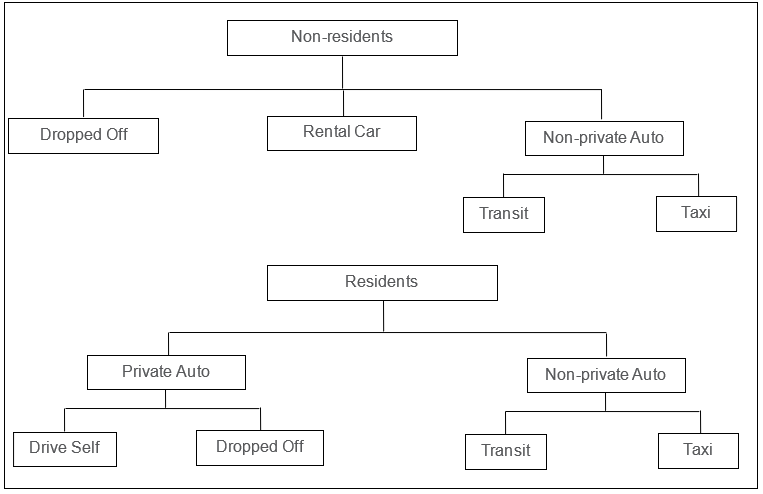 Non-residents
Dropped Off
Rental Car
Non-private Auto
Transit
Taxi
Residents
Private Auto
Non-private Auto
Drive Self
Dropped Off
Transit
Taxi